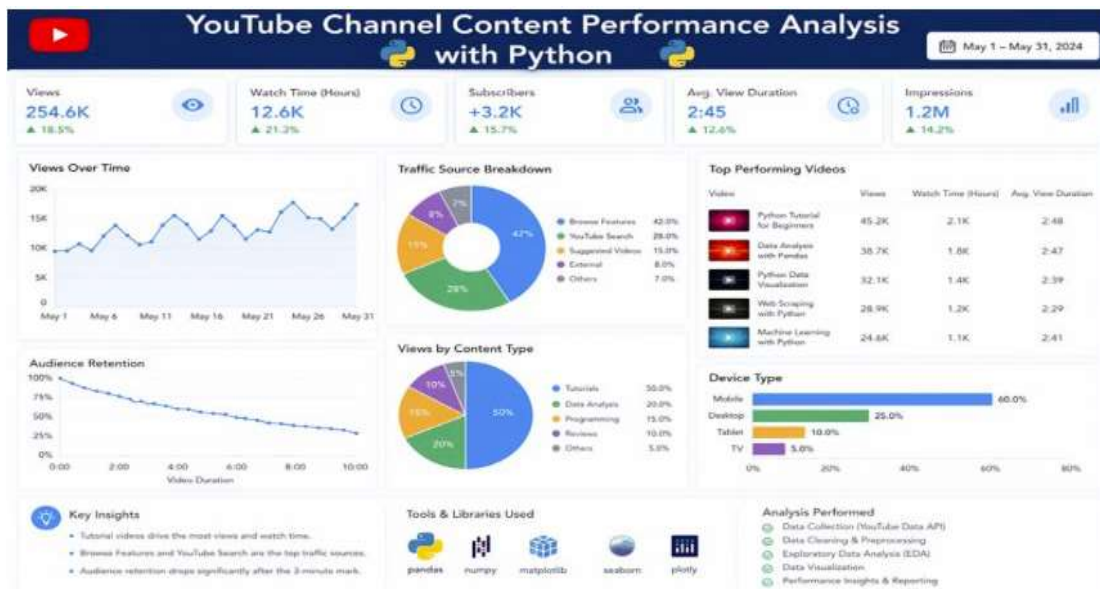 YouTube Channel Content Performance Analysis
with Python
May 1 – May 31, 2024
Views
254.6K
▲ 18.5%
Watch Time (Hours)
12.6K
▲ 21.3%
Subscribers
+3.2K
▲ 15.7%
Avg. View Duration
2:45
▲ 12.6%
Impressions
1.2M
▲ 14.2%
Views Over Time
20K
15K
10K
5K
0
May 1 May 6 May 11 May 16 May 21 May 26 May 31
Traffic Source Breakdown
42%
28%
15%
8%
7%
Browse Features 42.0%
YouTube Search 28.0%
Suggested Videos 15.0%
External 8.0%
Others 7.0%
Top Performing Videos
Video Views Watch Time (Hours) Avg. View Duration
Python Tutorial
for Beginners
45.2K 2.1K 2:48
Data Analysis
with Pandas
38.7K 1.8K 2:47
Python Data
Visualization
32.1K 1.4K 2:39
Web Scraping
with Python
28.9K 1.2K 2:29
Machine Learning
with Python
24.6K 1.1K 2:41
Audience Retention
100%
75%
50%
25%
0%
0:00 2:00 4:00 6:00 8:00 10:00
Video Duration
Views by Content Type
50%
20%
15%
10%
5%
Tutorials 50.0%
Data Analysis 20.0%
Programming 15.0%
Reviews 10.0%
Others 5.0%
Device Type
Mobile 60.0%
Desktop 25.0%
Tablet 10.0%
TV 5.0%
0% 20% 40% 60% 80%
Key Insights
• Tutorial videos drive the most views and watch time.
• Browse Features and YouTube Search are the top traffic sources.
• Audience retention drops significantly after the 2-minute mark.
Tools & Libraries Used
pandas numpy matplotlib seaborn plotly
Analysis Performed
Data Collection (YouTube Data API)
Data Cleaning & Preprocessing
Exploratory Data Analysis (EDA)
Data Visualization
Performance Insights & Reporting